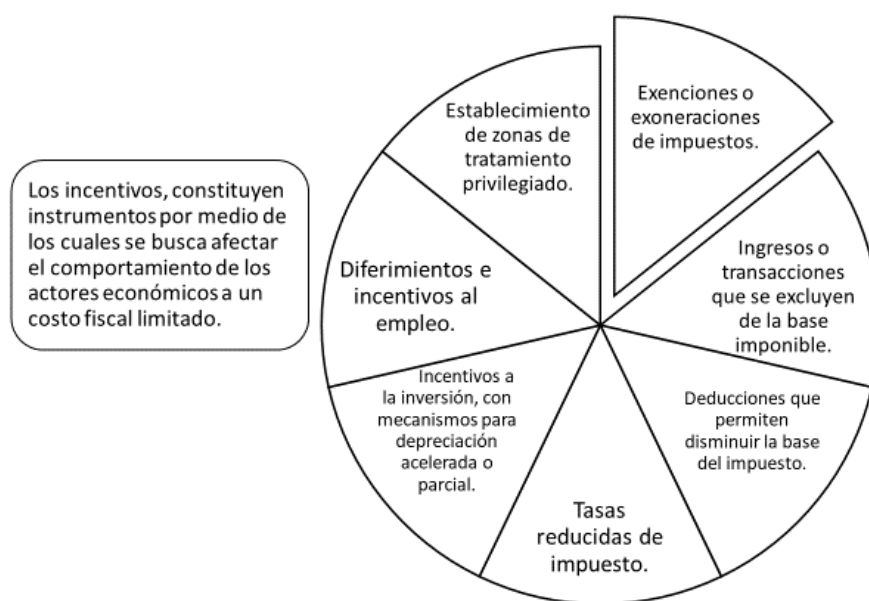 Los incentivos, constituyen
instrumentos por medio de
los cuales se busca afectar
el comportamiento de los
actores económicos a un
costo fiscal limitado.
Exenciones o
exoneraciones
de impuestos.
Ingresos o
transacciones
que se excluyen
de la base
imponible.
Deducciones que
permiten
disminuir la base
del impuesto.
Tasas
reducidas de
impuesto.
Incentivos a
la inversión, con
mecanismos para
depreciación
acelerada o
parcial.
Diferimientos e
incentivos al
empleo.
Establecimiento
de zonas de
tratamiento
privilegiado.